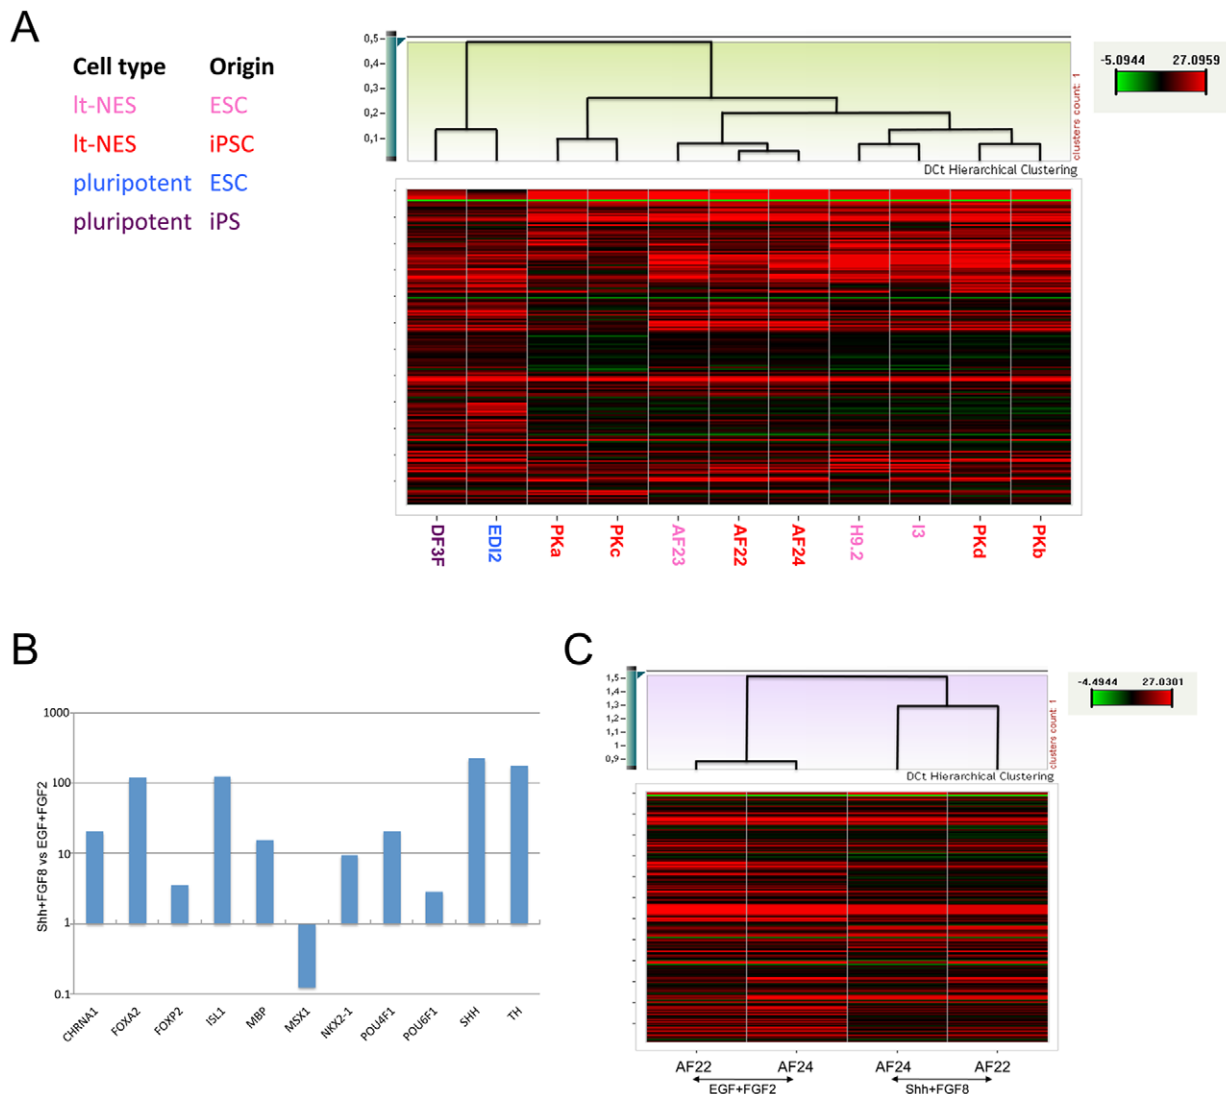 A
Cell type Origin
lt-NES ESC
lt-NES iPSC
pluripotent ESC
pluripotent iPS
0,5
0,4
0,3
0,2
0,1
clusters count: 1
DCt Hierarchical Clustering
-5.0944 27.0959
DF3F EDI2 PKa PKc AF23 AF22 AF24 H9.2 I3 PKd PKb
B
Shh+FGF8 vs EGF+FGF2
1000
100
10
1
0.1
CHRNA1 FOXA2 FOXP2 ISL1 MBP MSX1 NKX2-1 POU4F1 POU6F1 SHH TH
C
1,5
1,4
1,3
1,2
1,1
1
0,9
clusters count: 1
DCt Hierarchical Clustering
-4.4944 27.0301
AF22 AF24 AF24 AF22
EGF+FGF2 Shh+FGF8